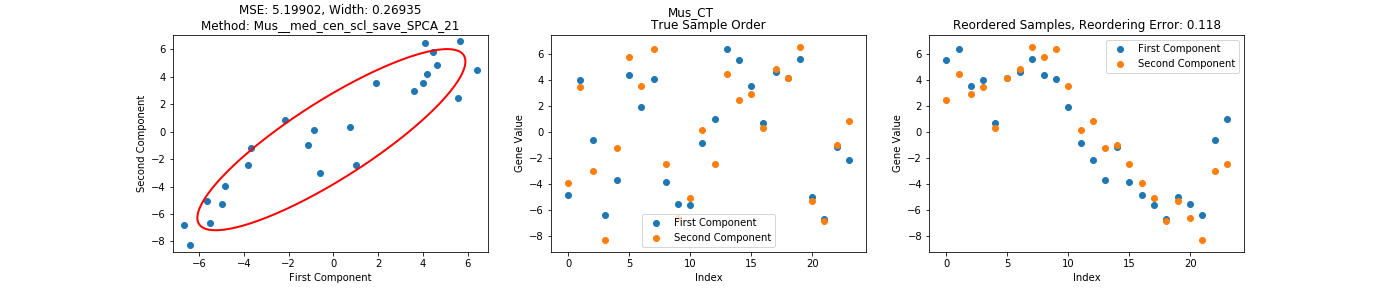 Mus_CT
MSE: 5.19902, Width: 0.26935
Method: Mus__med_cen_scl_save_SPCA_21
Second Component
6
4
2
0
−2
−4
−6
−8
−6
−4
−2
0
2
4
6
First Component
True Sample Order
Gene Value
6
4
2
0
−2
−4
−6
−8
First Component
Second Component
0
5
10
15
20
Index
Reordered Samples, Reordering Error: 0.118
Gene Value
6
4
2
0
−2
−4
−6
−8
First Component
Second Component
0
5
10
15
20
Index